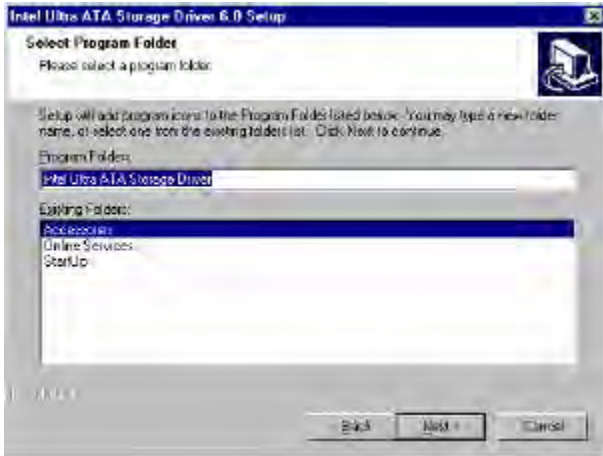 Intel Ultra ATA Storage Driver 6.0 Setup
Select Program Folder
Please select a program folder.
Setup will add program icons to the Program Folder listed below. You may type a new folder
name, or select one from the existing folders list. Click Next to continue.
Program Folders:
Intel Ultra ATA Storage Driver
Existing Folders:
Accessories
Online Services
StartUp
< Back
Next >
Cancel